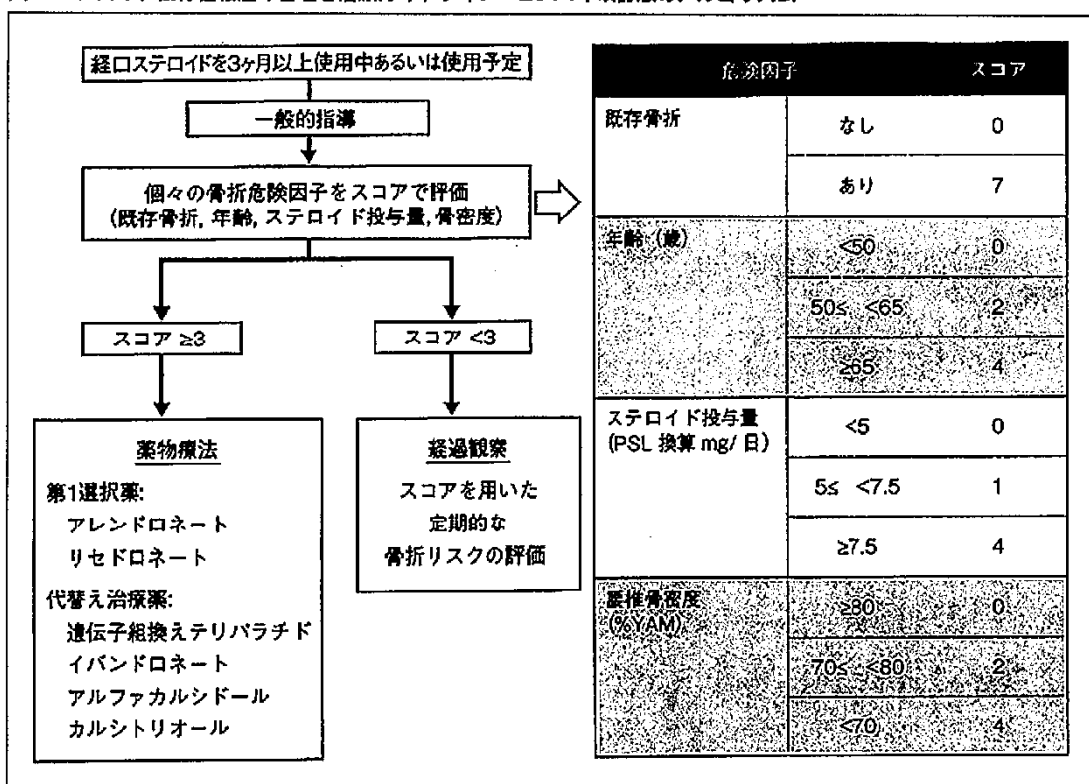 経口ステロイドを3ヶ月以上使用中あるいは使用予定
一般的指導
個々の骨折危険因子をスコアで評価
(既存骨折, 年齢, ステロイド投与量, 骨密度)
スコア ≥3
スコア <3
薬物療法
第1選択薬:
アレンドロネート
リセドロネート
代替え治療薬:
遺伝子組換えテリパラチド
イバンドロネート
アルファカルシドール
カルシトリオール
経過観察
スコアを用いた
定期的な
骨折リスクの評価
危険因子 スコア
既存骨折 なし 0
あり 7
年齢 (歳) <50 0
50≤ <65 2
≥65 4
ステロイド投与量
(PSL 換算 mg/ 日)
<5 0
5≤ <7.5 1
≥7.5 4
腰椎骨密度
(%YAM)
≥80 0
70≤ <80 2
<70 4